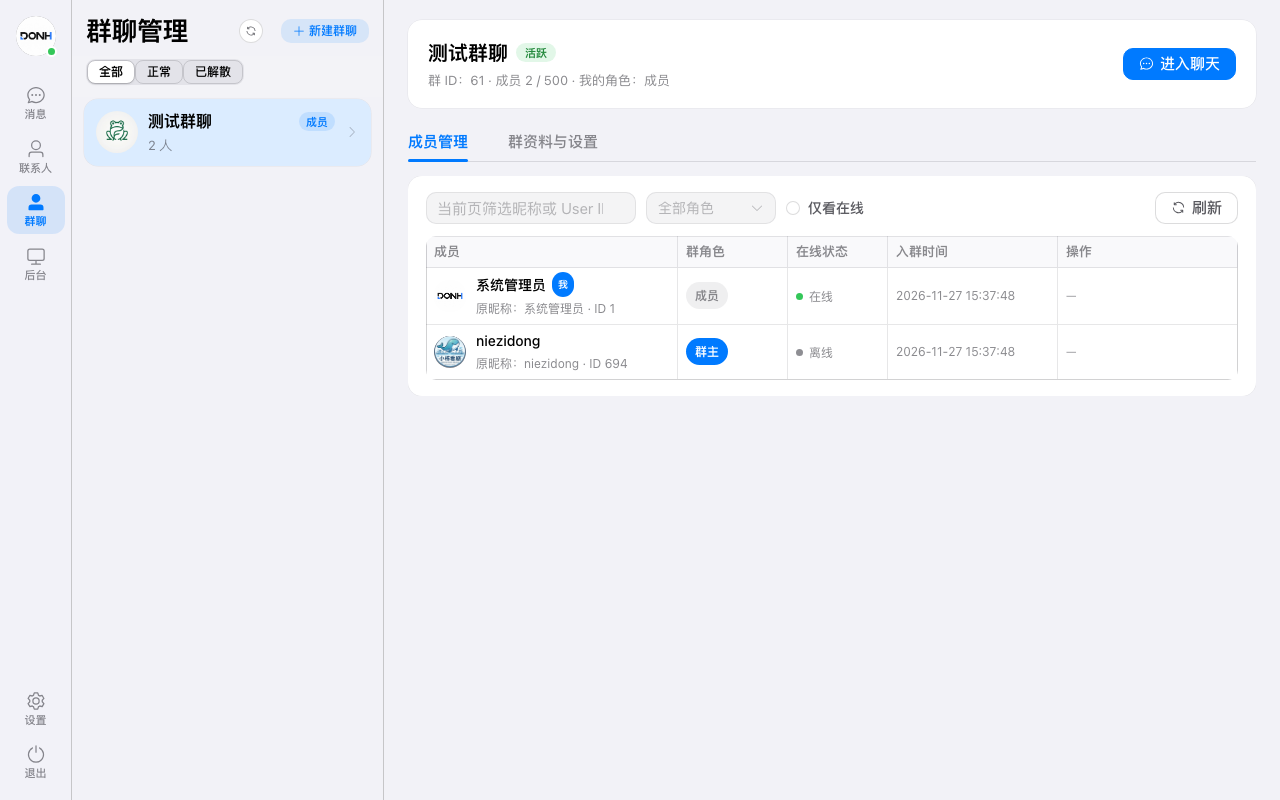 DONH
消息
联系人
群聊
后台
设置
退出
群聊管理
新建群聊
全部
正常
已解散
测试群聊
成员
2 人
测试群聊
活跃
群 ID：61 · 成员 2 / 500 · 我的角色：成员
进入聊天
成员管理
群资料与设置
当前页筛选昵称或 User
全部角色
仅看在线
刷新
成员
群角色
在线状态
入群时间
操作
DONH
系统管理员
我
原昵称：系统管理员 · ID 1
成员
在线
2026-11-27 15:37:48
—
niezidong
原昵称：niezidong · ID 694
群主
离线
2026-11-27 15:37:48
—